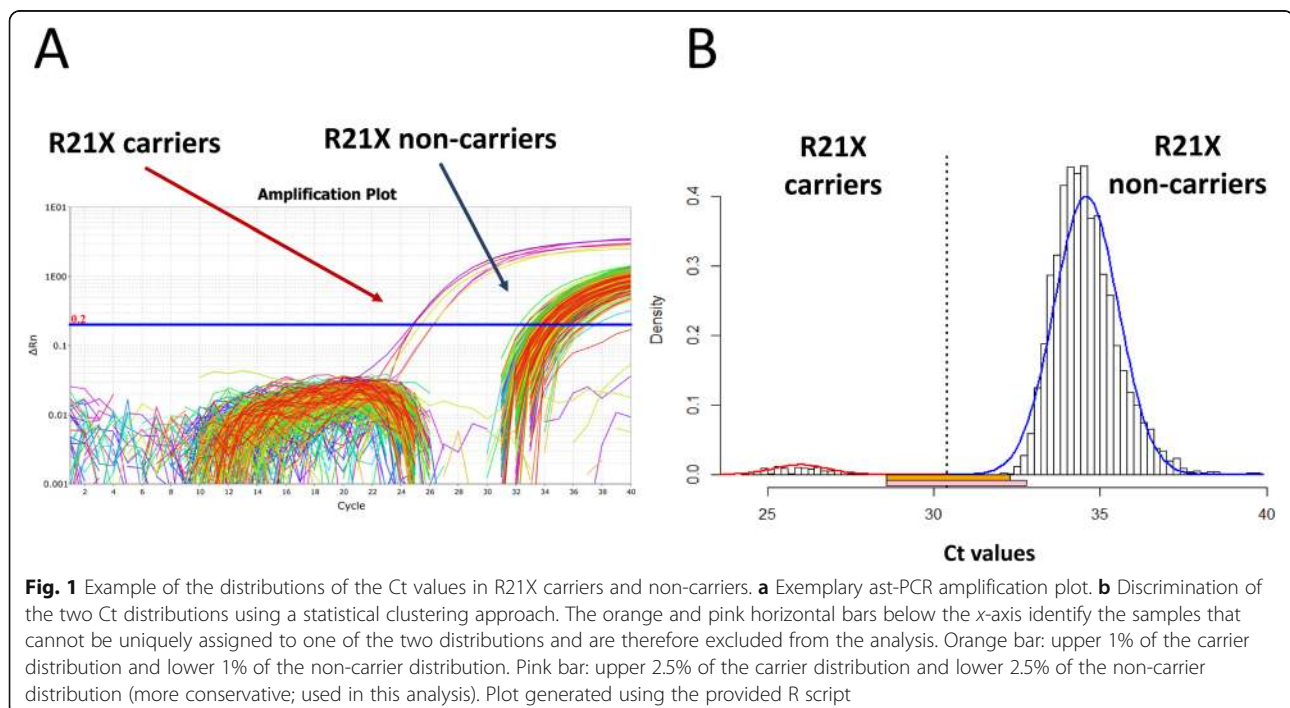 A
B
R21X carriers
R21X non-carriers
Amplification Plot
1E01
1E00
0.2
0.1
0.01
0.001
ΔRn
2 4 6 8 10 12 14 16 18 20 22 24 26 28 30 32 34 36 38 40
Cycle
R21X
carriers
R21X
non-carriers
0.4
0.3
0.2
0.1
0.0
Density
25 30 35 40
Ct values
Fig. 1 Example of the distributions of the Ct values in R21X carriers and non-carriers. a Exemplary ast-PCR amplification plot. b Discrimination of
the two Ct distributions using a statistical clustering approach. The orange and pink horizontal bars below the x-axis identify the samples that
cannot be uniquely assigned to one of the two distributions and are therefore excluded from the analysis. Orange bar: upper 1% of the carrier
distribution and lower 1% of the non-carrier distribution. Pink bar: upper 2.5% of the carrier distribution and lower 2.5% of the non-carrier
distribution (more conservative; used in this analysis). Plot generated using the provided R script